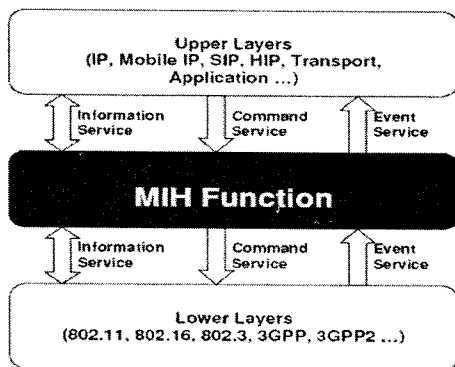 Upper Layers
(IP, Mobile IP, SIP, HIP, Transport,
Application ...)
Information
Service
Command
Service
Event
Service
MIH Function
Information
Service
Command
Service
Event
Service
Lower Layers
(802.11, 802.16, 802.3, 3GPP, 3GPP2 ...)